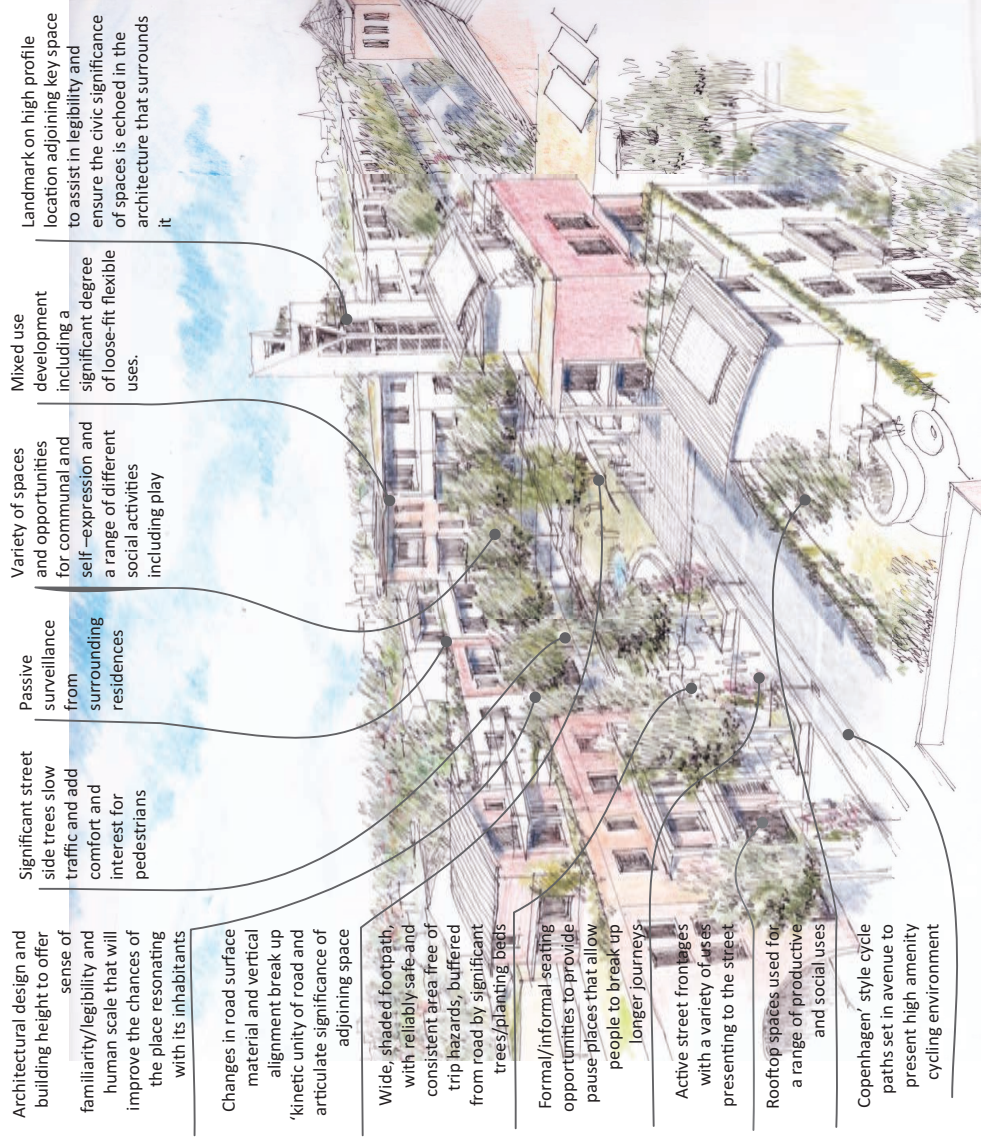 Architectural design and
building height to offer
sense of
familiarity/legibility and
human scale that will
improve the chances of
the place resonating
with its inhabitants
Significant street
side trees slow
traffic and add
comfort and
interest for
pedestrians
Passive
surveillance
from
surrounding
residences
Variety of spaces
and opportunities
for communal and
self –expression and
a range of different
social activities
including play
Mixed use
development
including a
significant degree
of loose-fit flexible
uses.
Landmark on high profile
location adjoining key space
to assist in legibility and
ensure the civic significance
of spaces is echoed in the
architecture that surrounds
it
Changes in road surface
material and vertical
alignment break up
‘kinetic unity of road and
articulate significance of
adjoining space
Wide, shaded footpath,
with reliably safe and
consistent area free of
trip hazards, buffered
from road by significant
trees/planting beds
Formal/informal seating
opportunities to provide
pause places that allow
people to break up
longer journeys
Active street frontages
with a variety of uses
presenting to the street
Rooftop spaces used for
a range of productive
and social uses
Copenhagen’ style cycle
paths set in avenue to
present high amenity
cycling environment